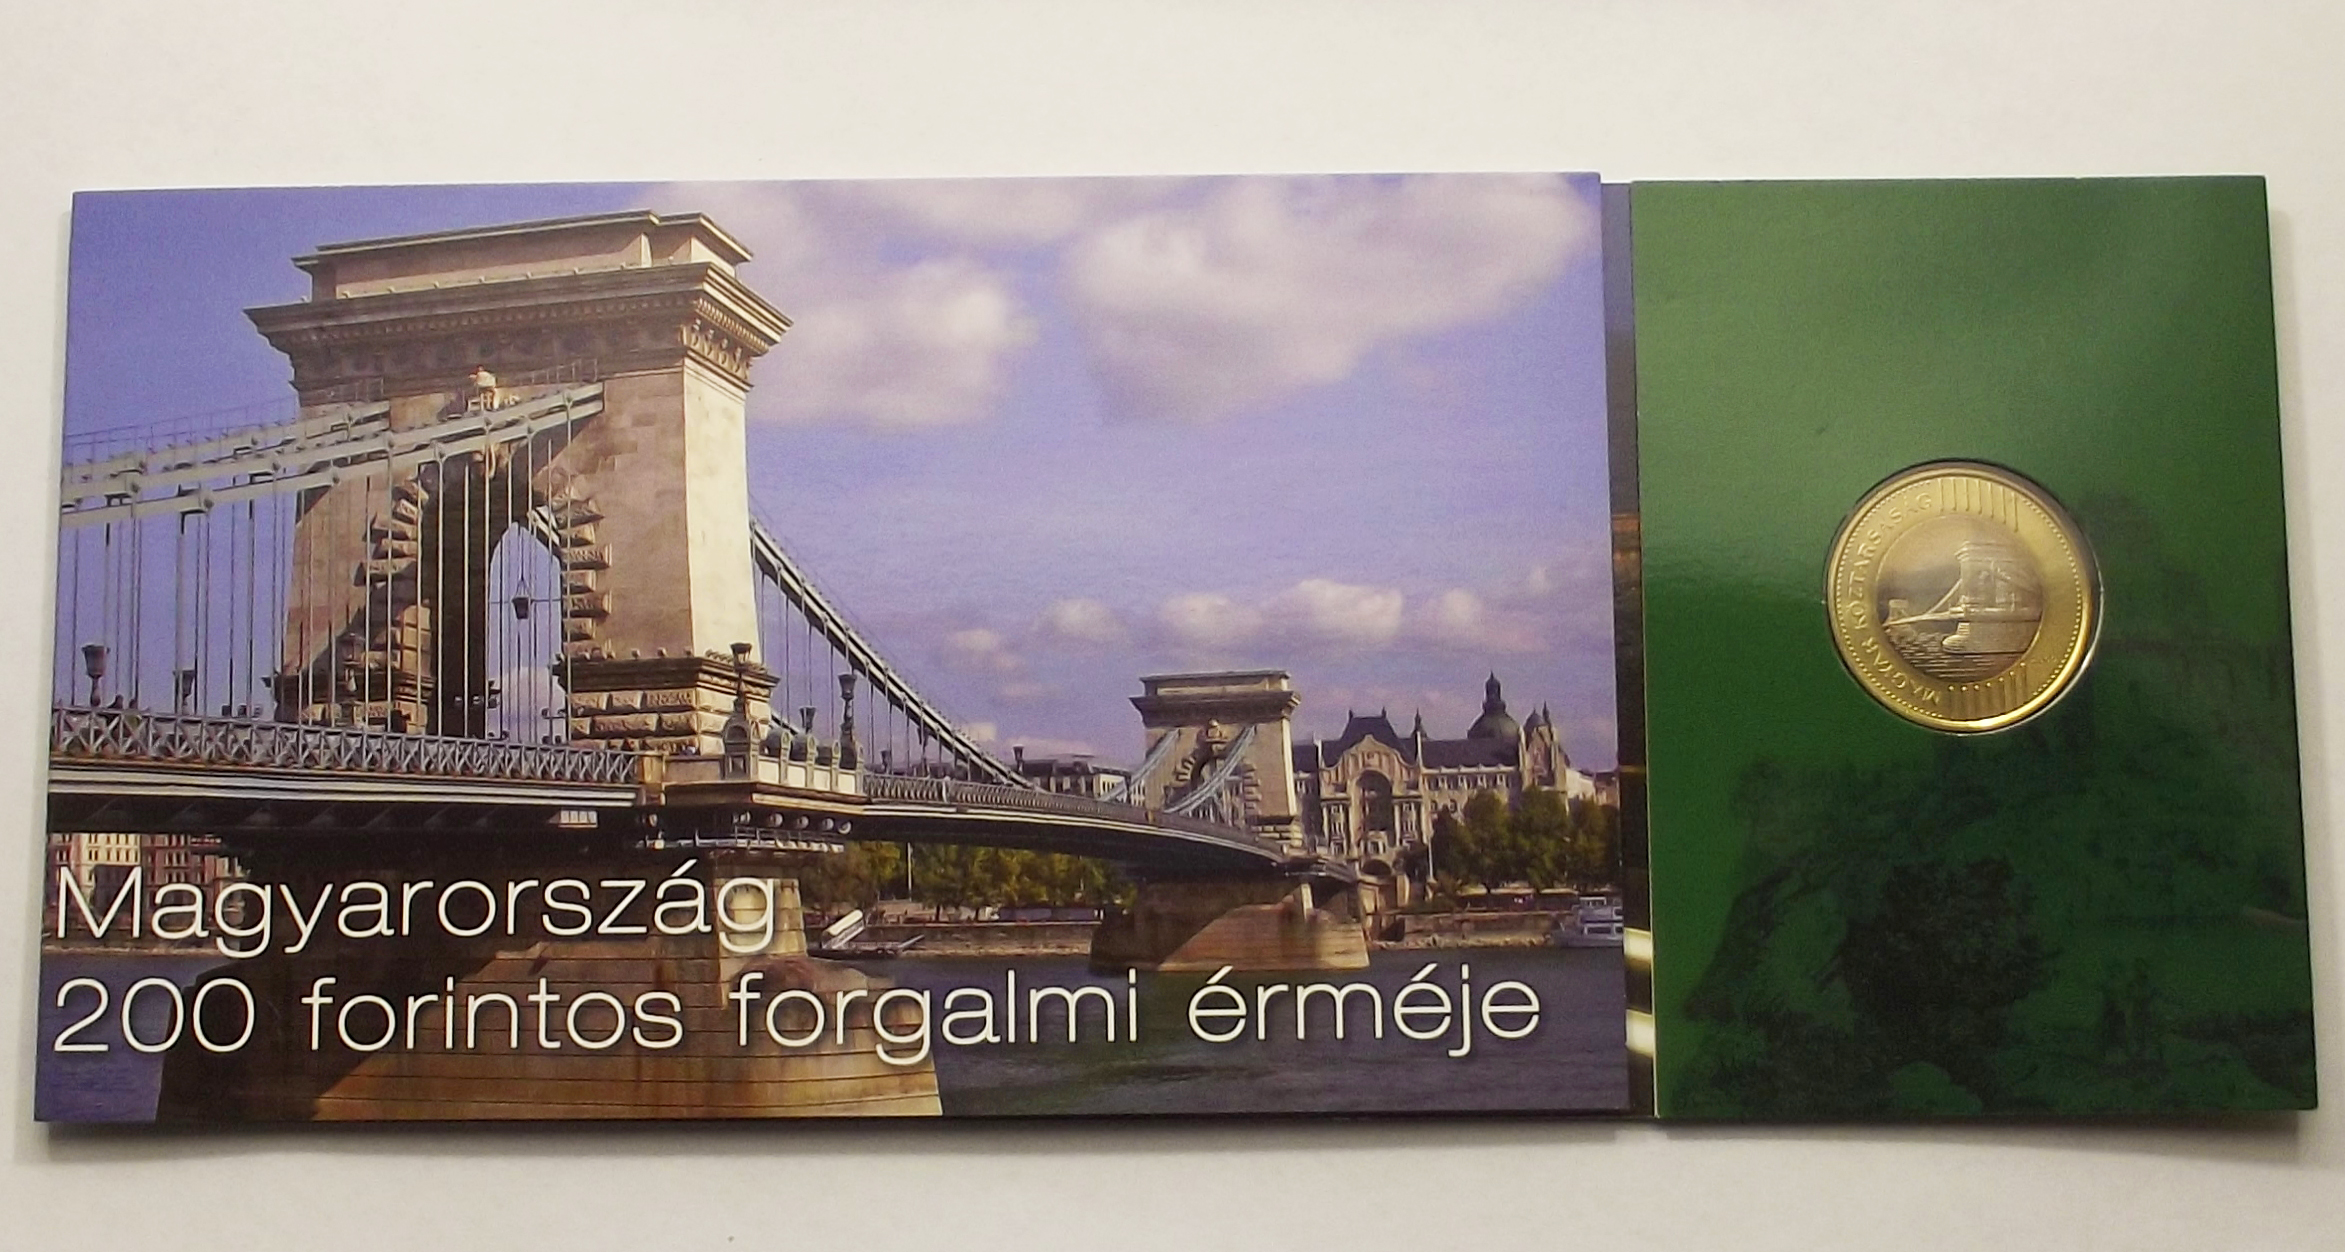 Magyarország
200 forintos forgalmi érméje
MAGYAR KÖZTÁRSASÁG